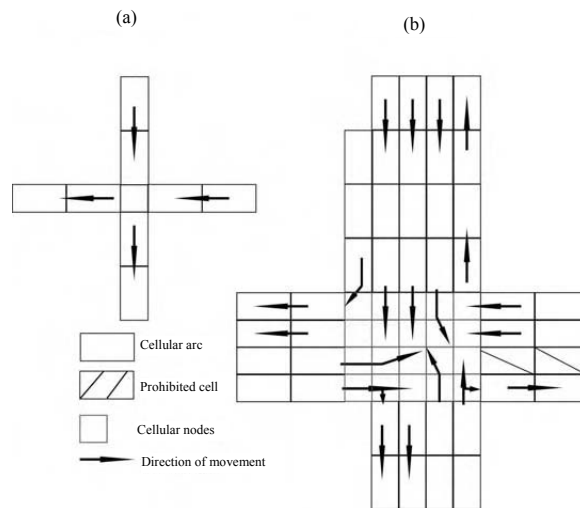 (a)
(b)
Cellular arc
Prohibited cell
Cellular nodes
Direction of movement